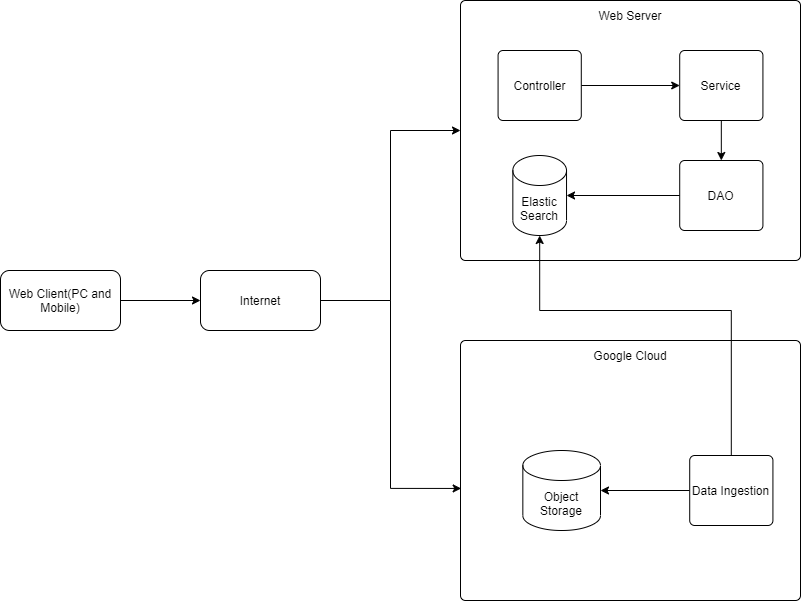 Web Server
Controller
Service
Elastic
Search
DAO
Web Client(PC and
Mobile)
Internet
Google Cloud
Object
Storage
Data Ingestion